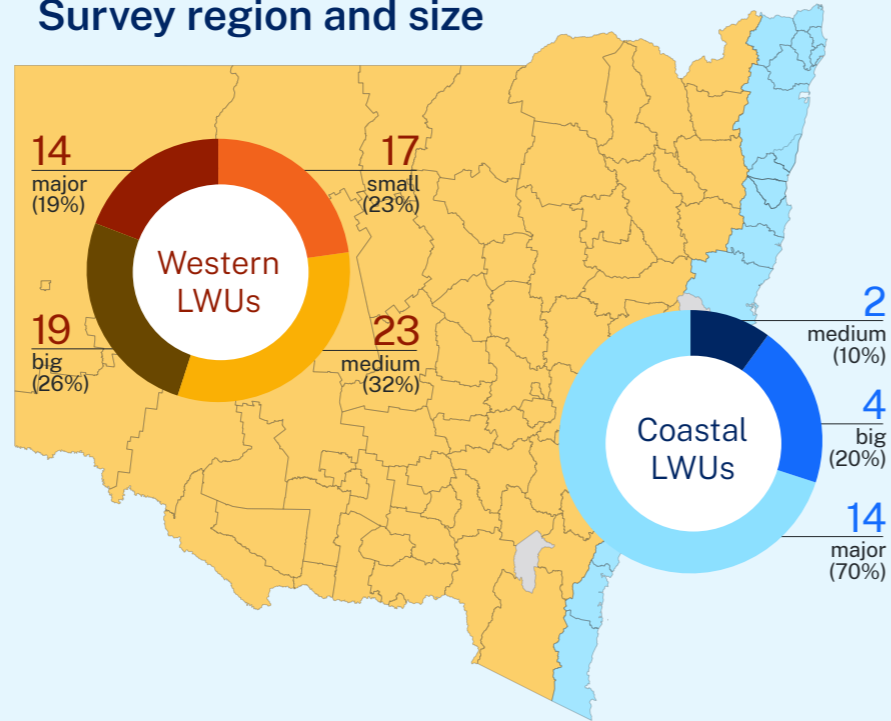 Survey region and size
14
major
(19%)
17
small
(23%)
Western
LWUs
19
big
(26%)
23
medium
(32%)
2
medium
(10%)
4
big
(20%)
Coastal
LWUs
14
major
(70%)